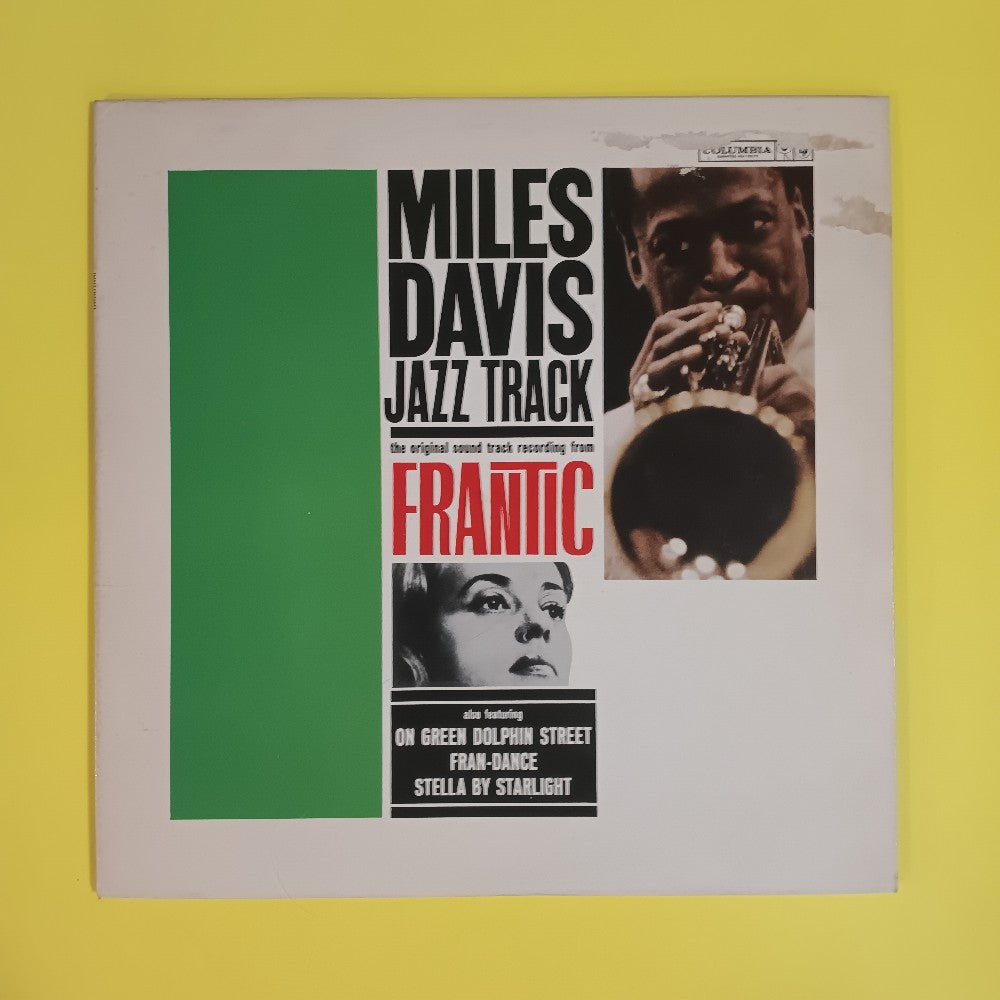 COLUMBIA
MILES
DAVIS
JAZZ TRACK
the original sound track recording from
FRANTIC
also featuring
ON GREEN DOLPHIN STREET
FRAN-DANCE
STELLA BY STARLIGHT